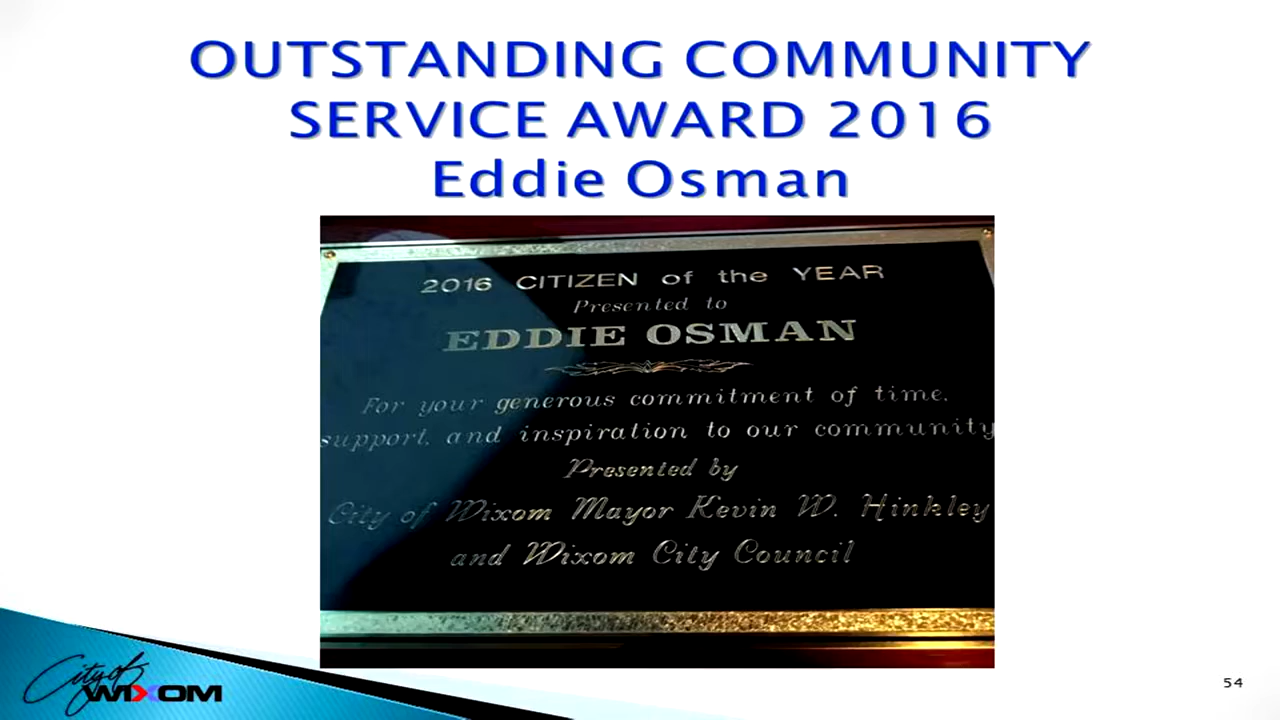 OUTSTANDING COMMUNITY
SERVICE AWARD 2016
Eddie Osman
2016 CITIZEN of the YEAR
Presented to
EDDIE OSMAN
For your generous commitment of time,
support, and inspiration to our community
Presented by
City of Wixom Mayor Kevin W. Hinkley
and Wixom City Council
City of
WIXOM
54